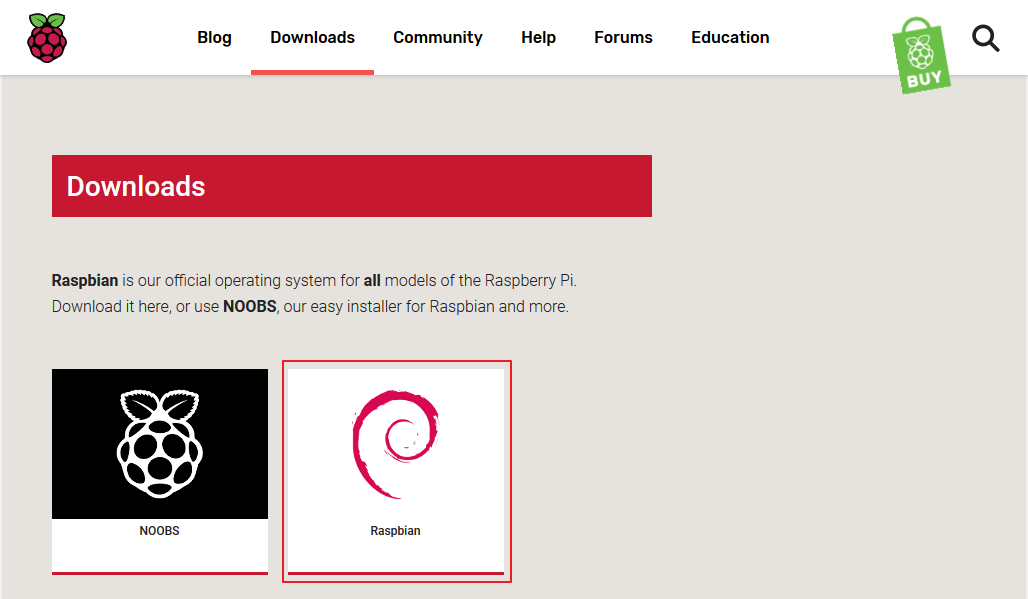 Blog Downloads Community Help Forums Education
BUY
Downloads
Raspbian is our official operating system for all models of the Raspberry Pi.
Download it here, or use NOOBS, our easy installer for Raspbian and more.
NOOBS
Raspbian